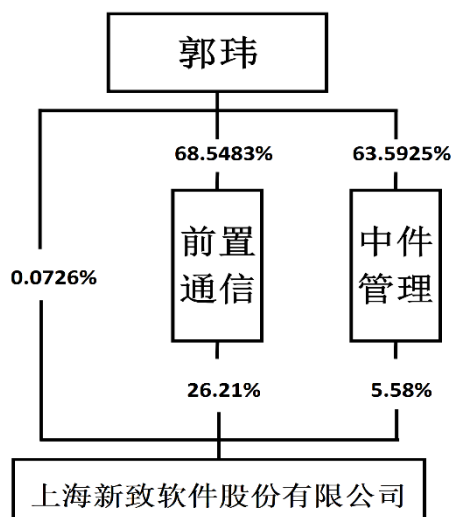 郭玮
68.5483%
63.5925%
前置
通信
中件
管理
0.0726%
26.21%
5.58%
上海新致软件股份有限公司